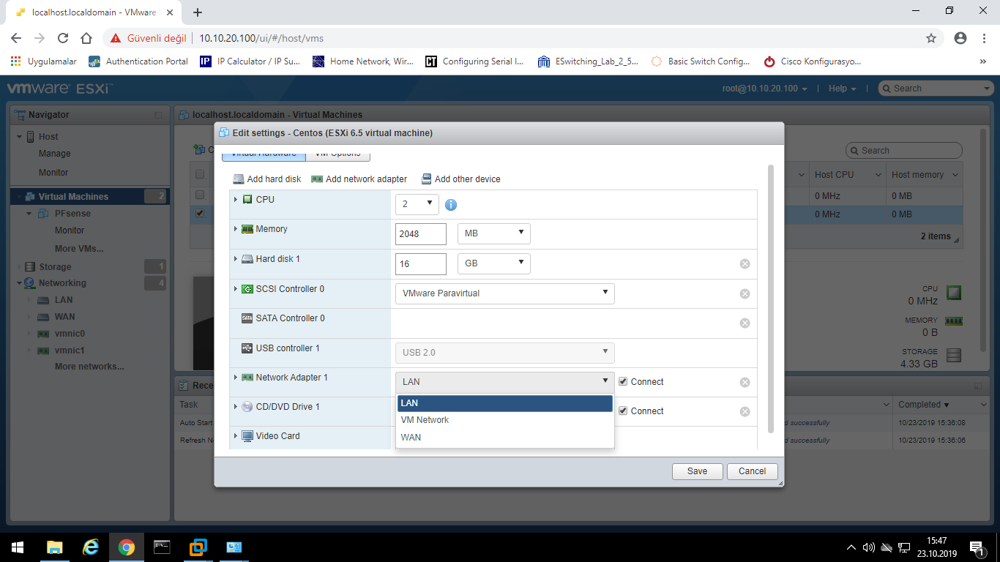 localhost.localdomain - VMware
Güvenli değil
10.10.20.100/ui/#/host/vms
Uygulamalar
Authentication Portal
IP Calculator / IP Su...
Home Network, Wir...
Configuring Serial I...
ESwitching_Lab_2_5...
Basic Switch Config...
Cisco Konfigurasyo...
vmware ESXi™
root@10.10.20.100
Help
Search
Navigator
localhost.localdomain - Virtual Machines
Host
Manage
Monitor
Virtual Machines
2
PFsense
Monitor
More VMs...
Storage
1
Networking
4
LAN
WAN
vmnic0
vmnic1
More networks...
Edit settings - Centos (ESXi 6.5 virtual machine)
Virtual Hardware
VM Options
Add hard disk
Add network adapter
Add other device
CPU
2
Memory
2048
MB
Hard disk 1
16
GB
SCSI Controller 0
VMware Paravirtual
SATA Controller 0
USB controller 1
USB 2.0
Network Adapter 1
LAN
Connect
LAN
VM Network
WAN
CD/DVD Drive 1
Connect
Video Card
Save
Cancel
Search
Host CPU
Host memory
0 MHz
0 MB
0 MHz
0 MB
2 items
CPU
0 MHz
MEMORY
0 B
STORAGE
4.33 GB
Rece
Task
Completed
Auto Start
d successfully
10/23/2019 15:36:08
Refresh Ne
d successfully
10/23/2019 15:36:06
15:47
23.10.2019
1